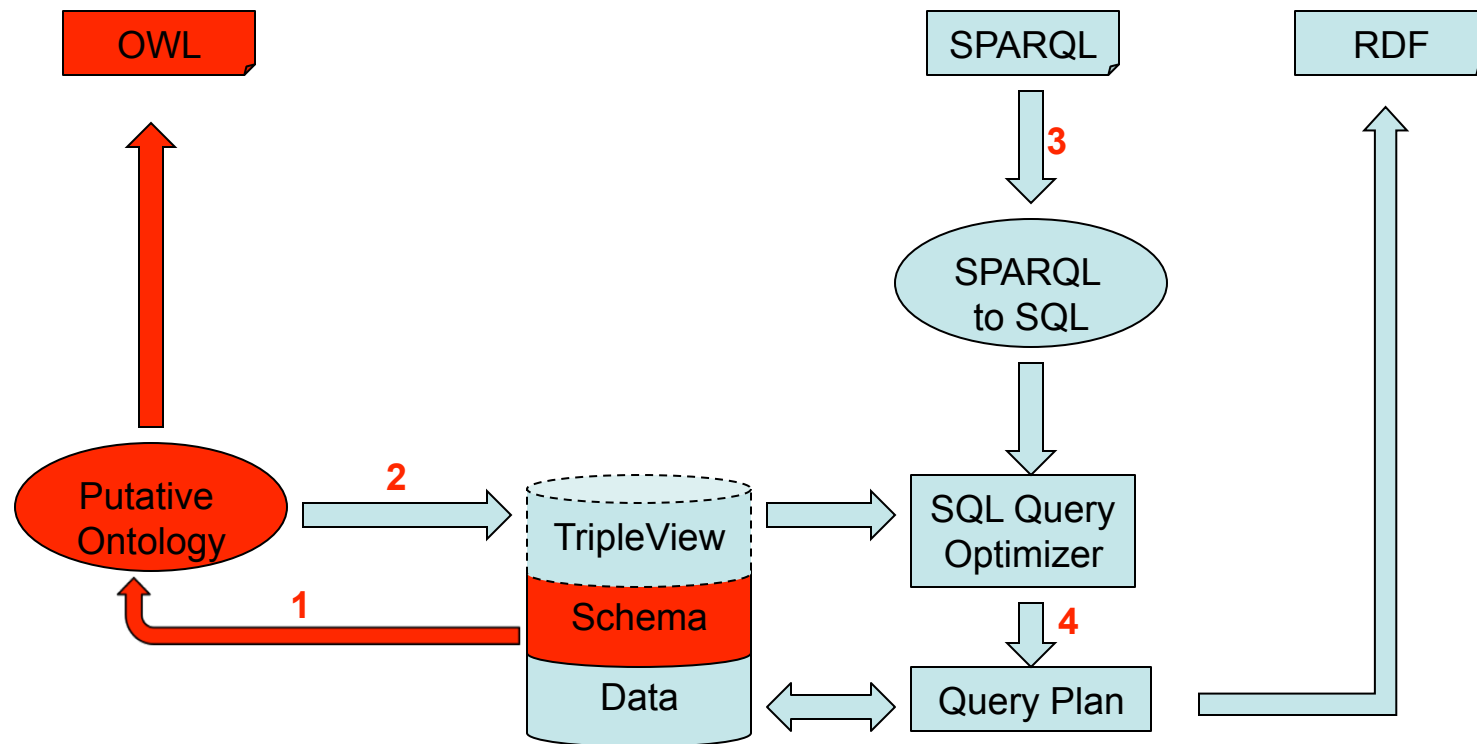 OWL
SPARQL
RDF
3
SPARQL
to SQL
Putative
Ontology
2
TripleView
SQL Query
Optimizer
1
Schema
4
Data
Query Plan